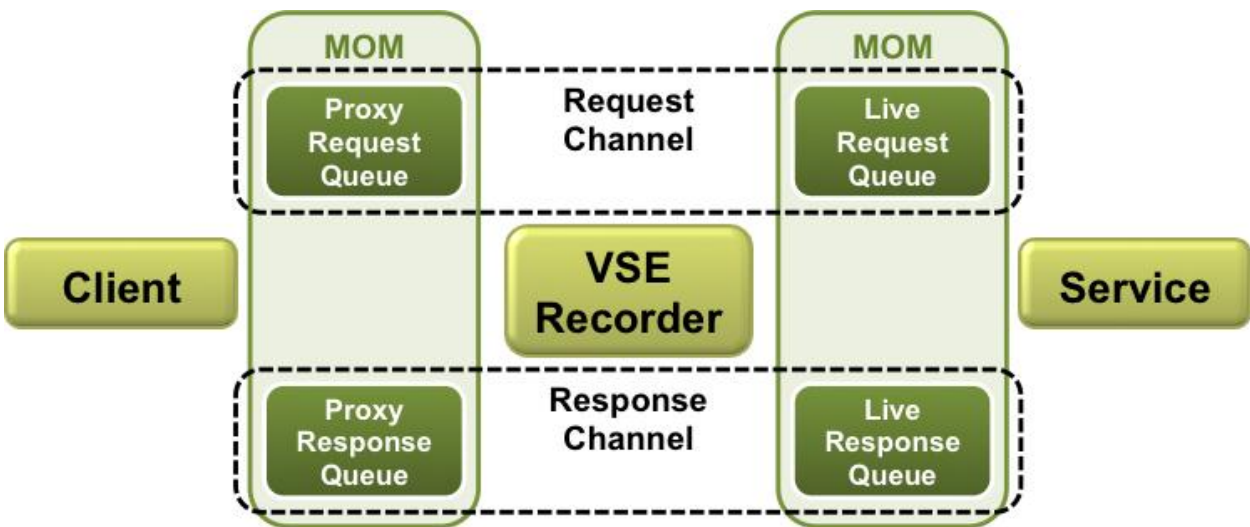 MOM
MOM
Proxy
Request
Queue
Request
Channel
Live
Request
Queue
Client
VSE
Recorder
Service
Proxy
Response
Queue
Response
Channel
Live
Response
Queue